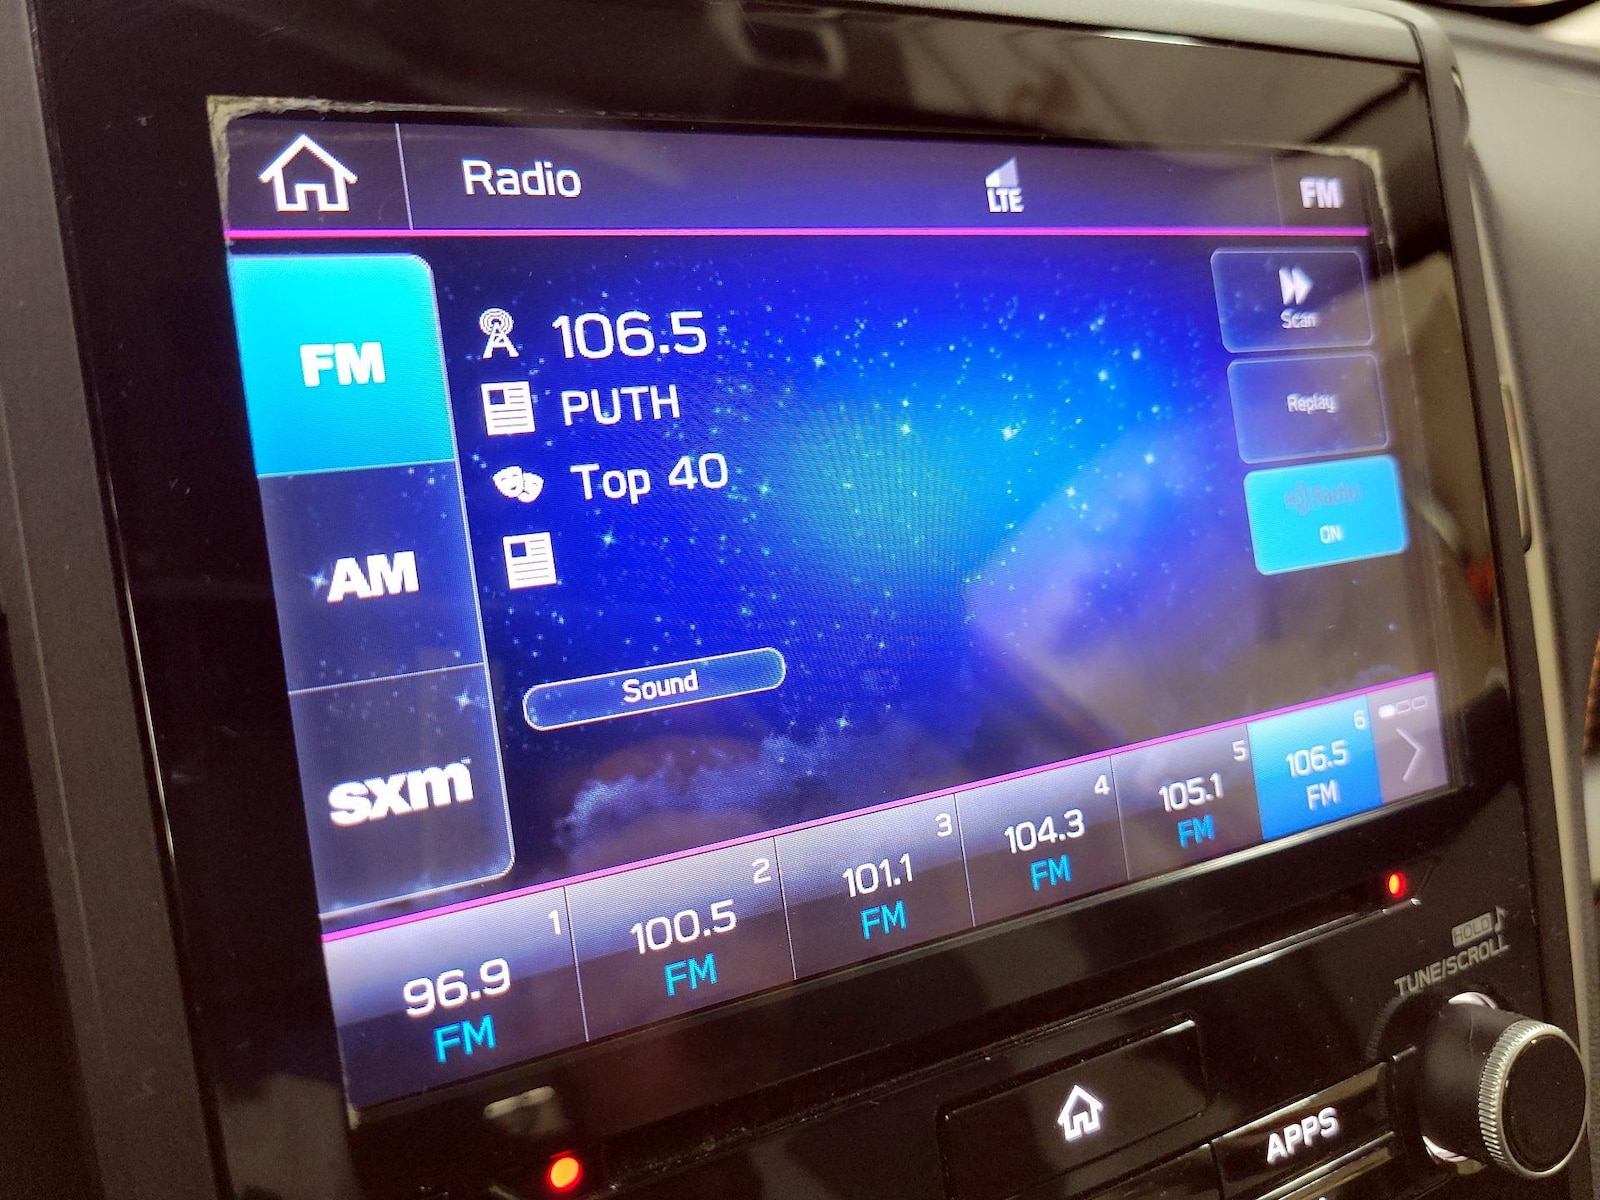 Radio
LTE
FM
FM
AM
sxm
106.5
PUTH
Top 40
Sound
Scan
Replay
HD Radio
ON
1
96.9
FM
2
100.5
FM
3
101.1
FM
4
104.3
FM
5
105.1
FM
6
106.5
FM
HOLD
TUNE/SCROLL
APPS